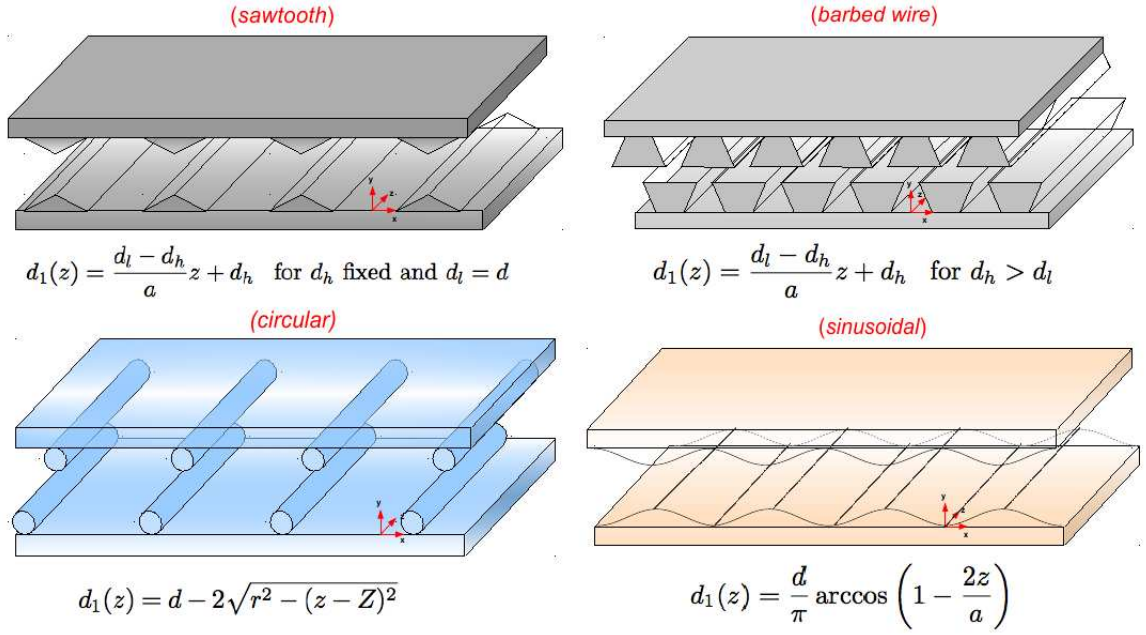 (sawtooth)
(barbed wire)
y
z
x
y
z
x
d_1(z) = \frac{d_l - d_h}{a} z + d_h for d_h fixed and d_l = d
d_1(z) = \frac{d_l - d_h}{a} z + d_h for d_h > d_l
(circular)
(sinusoidal)
y
z
x
y
z
x
d_1(z) = d - 2\sqrt{r^2 - (z - Z)^2}
d_1(z) = \frac{d}{\pi} \arccos \left( 1 - \frac{2z}{a} \right)